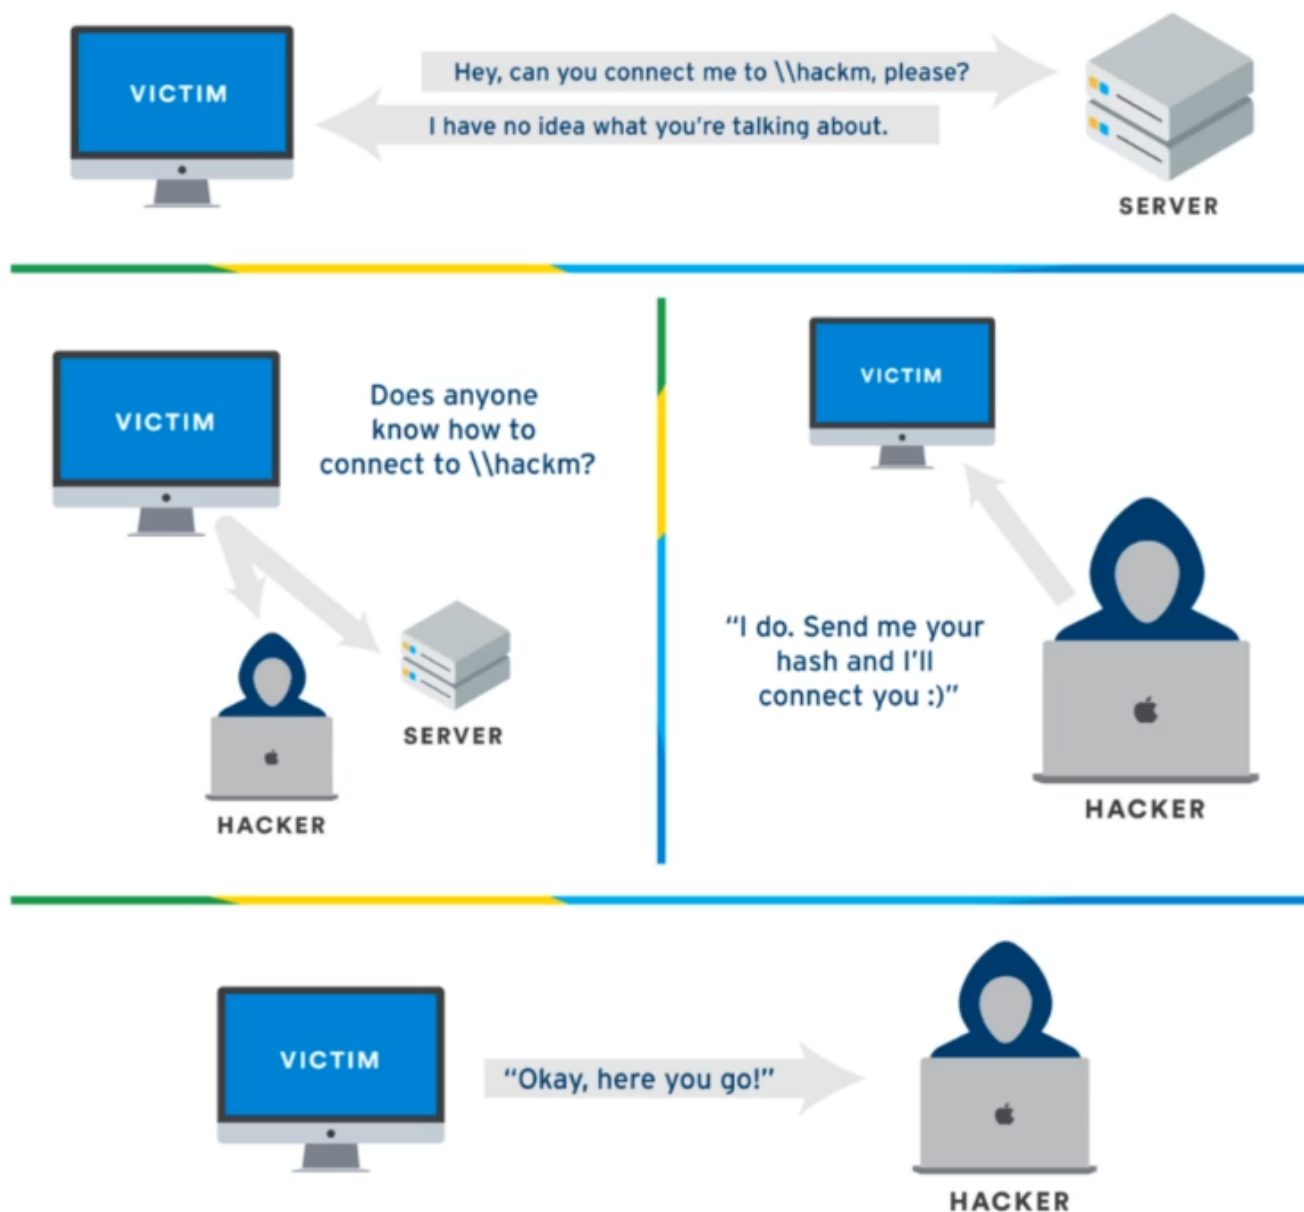 VICTIM
Hey, can you connect me to \\hackm, please?
I have no idea what you're talking about.
SERVER
VICTIM
Does anyone
know how to
connect to \\hackm?
SERVER
HACKER
VICTIM
“I do. Send me your
hash and I'll
connect you :)”
HACKER
VICTIM
“Okay, here you go!”
HACKER